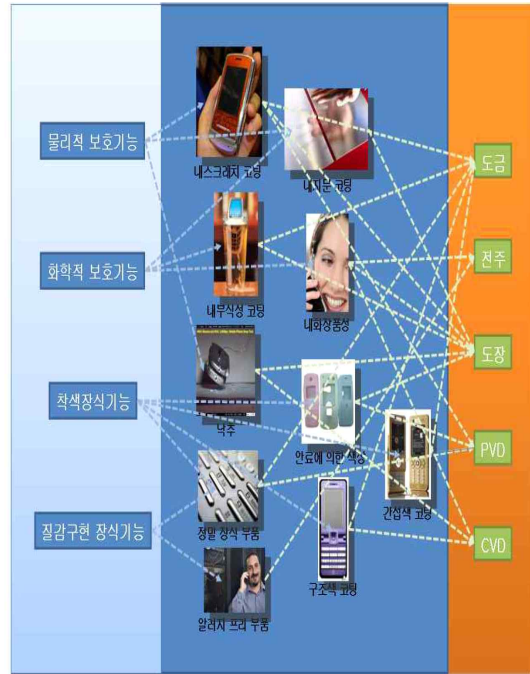 물리적 보호기능
화학적 보호기능
착색장식기능
질감구현 장식기능
내스크래치 코팅
내지문 코팅
내부식성 코팅
내화장품성
낙추
안료에 의한 색상
간섭색 코팅
정밀 장식 부품
구조색 코팅
알러지 프리 부품
도금
전주
도장
PVD
CVD